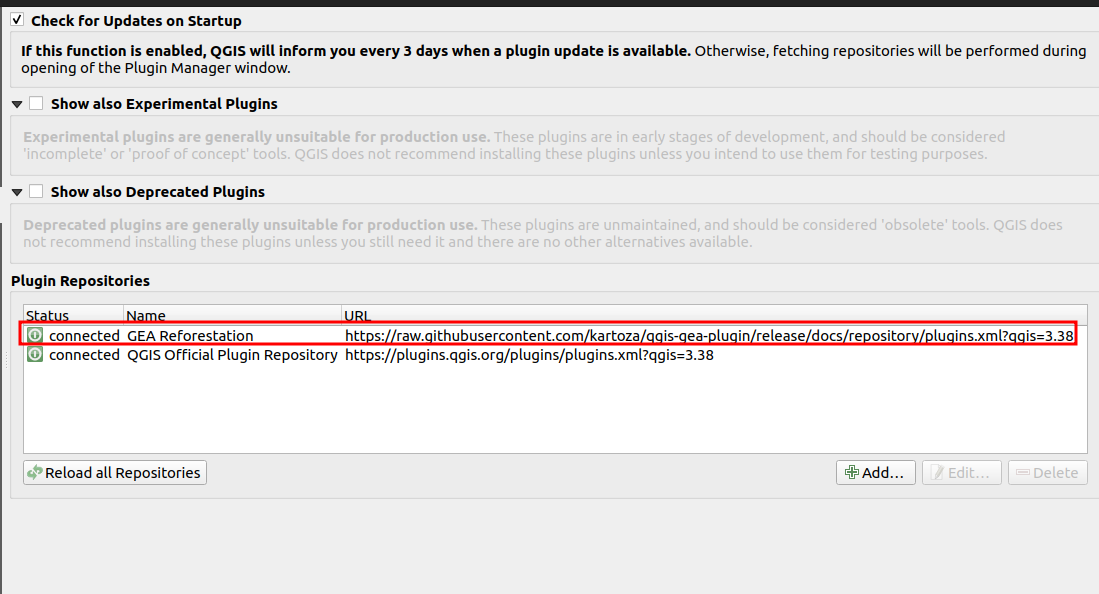 Check for Updates on Startup
If this function is enabled, QGIS will inform you every 3 days when a plugin update is available. Otherwise, fetching repositories will be performed during
opening of the Plugin Manager window.
Show also Experimental Plugins
Experimental plugins are generally unsuitable for production use. These plugins are in early stages of development, and should be considered
'incomplete' or 'proof of concept' tools. QGIS does not recommend installing these plugins unless you intend to use them for testing purposes.
Show also Deprecated Plugins
Deprecated plugins are generally unsuitable for production use. These plugins are unmaintained, and should be considered 'obsolete' tools. QGIS does
not recommend installing these plugins unless you still need it and there are no other alternatives available.
Plugin Repositories
Status Name URL
connected GEA Reforestation https://raw.githubusercontent.com/kartoza/qgis-gea-plugin/release/docs/repository/plugins.xml?qgis=3.38
connected QGIS Official Plugin Repository https://plugins.qgis.org/plugins/plugins.xml?qgis=3.38
Reload all Repositories Add... Edit... Delete